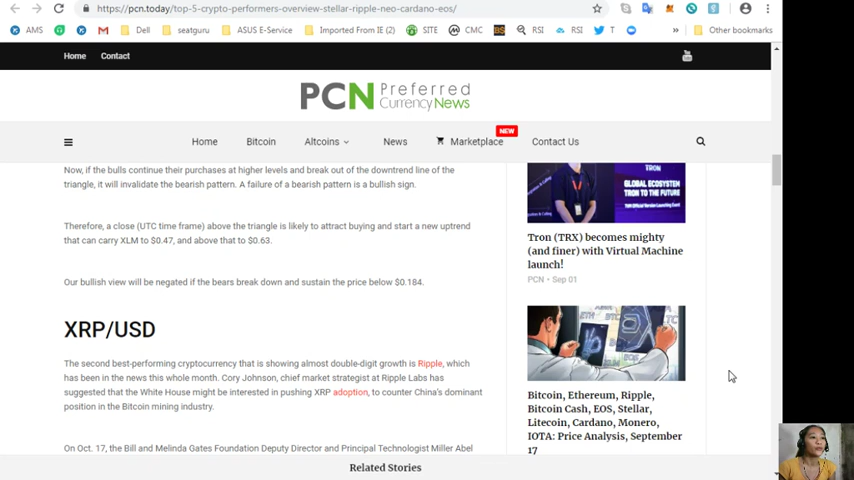 https://pcn.today/top-5-crypto-performers-overview-stellar-ripple-neo-cardano-eos/
AMS
Dell
seatguru
ASUS E-Service
Imported From IE (2)
SITE
CMC
BS
RSI
RSI
T
»
Other bookmarks
Home
Contact
PCN Preferred
Currency News
NEW
Home
Bitcoin
Altcoins
News
Marketplace
Contact Us
Now, if the bulls continue their purchases at higher levels and break out of the downtrend line of the
triangle, it will invalidate the bearish pattern. A failure of a bearish pattern is a bullish sign.
Therefore, a close (UTC time frame) above the triangle is likely to attract buying and start a new uptrend
that can carry XLM to $0.47, and above that to $0.63.
Our bullish view will be negated if the bears break down and sustain the price below $0.184.
XRP/USD
The second best-performing cryptocurrency that is showing almost double-digit growth is Ripple, which
has been in the news this whole month. Cory Johnson, chief market strategist at Ripple Labs has
suggested that the White House might be interested in pushing XRP adoption, to counter China's dominant
position in the Bitcoin mining industry.
On Oct. 17, the Bill and Melinda Gates Foundation Deputy Director and Principal Technologist Miller Abel
TRON
GLOBAL ECOSYSTEM
TRON TO THE FUTURE
Tron (TRX) becomes mighty
(and finer) with Virtual Machine
launch!
PCN • Sep 01
Bitcoin, Ethereum, Ripple,
Bitcoin Cash, EOS, Stellar,
Litecoin, Cardano, Monero,
IOTA: Price Analysis, September
17
Related Stories